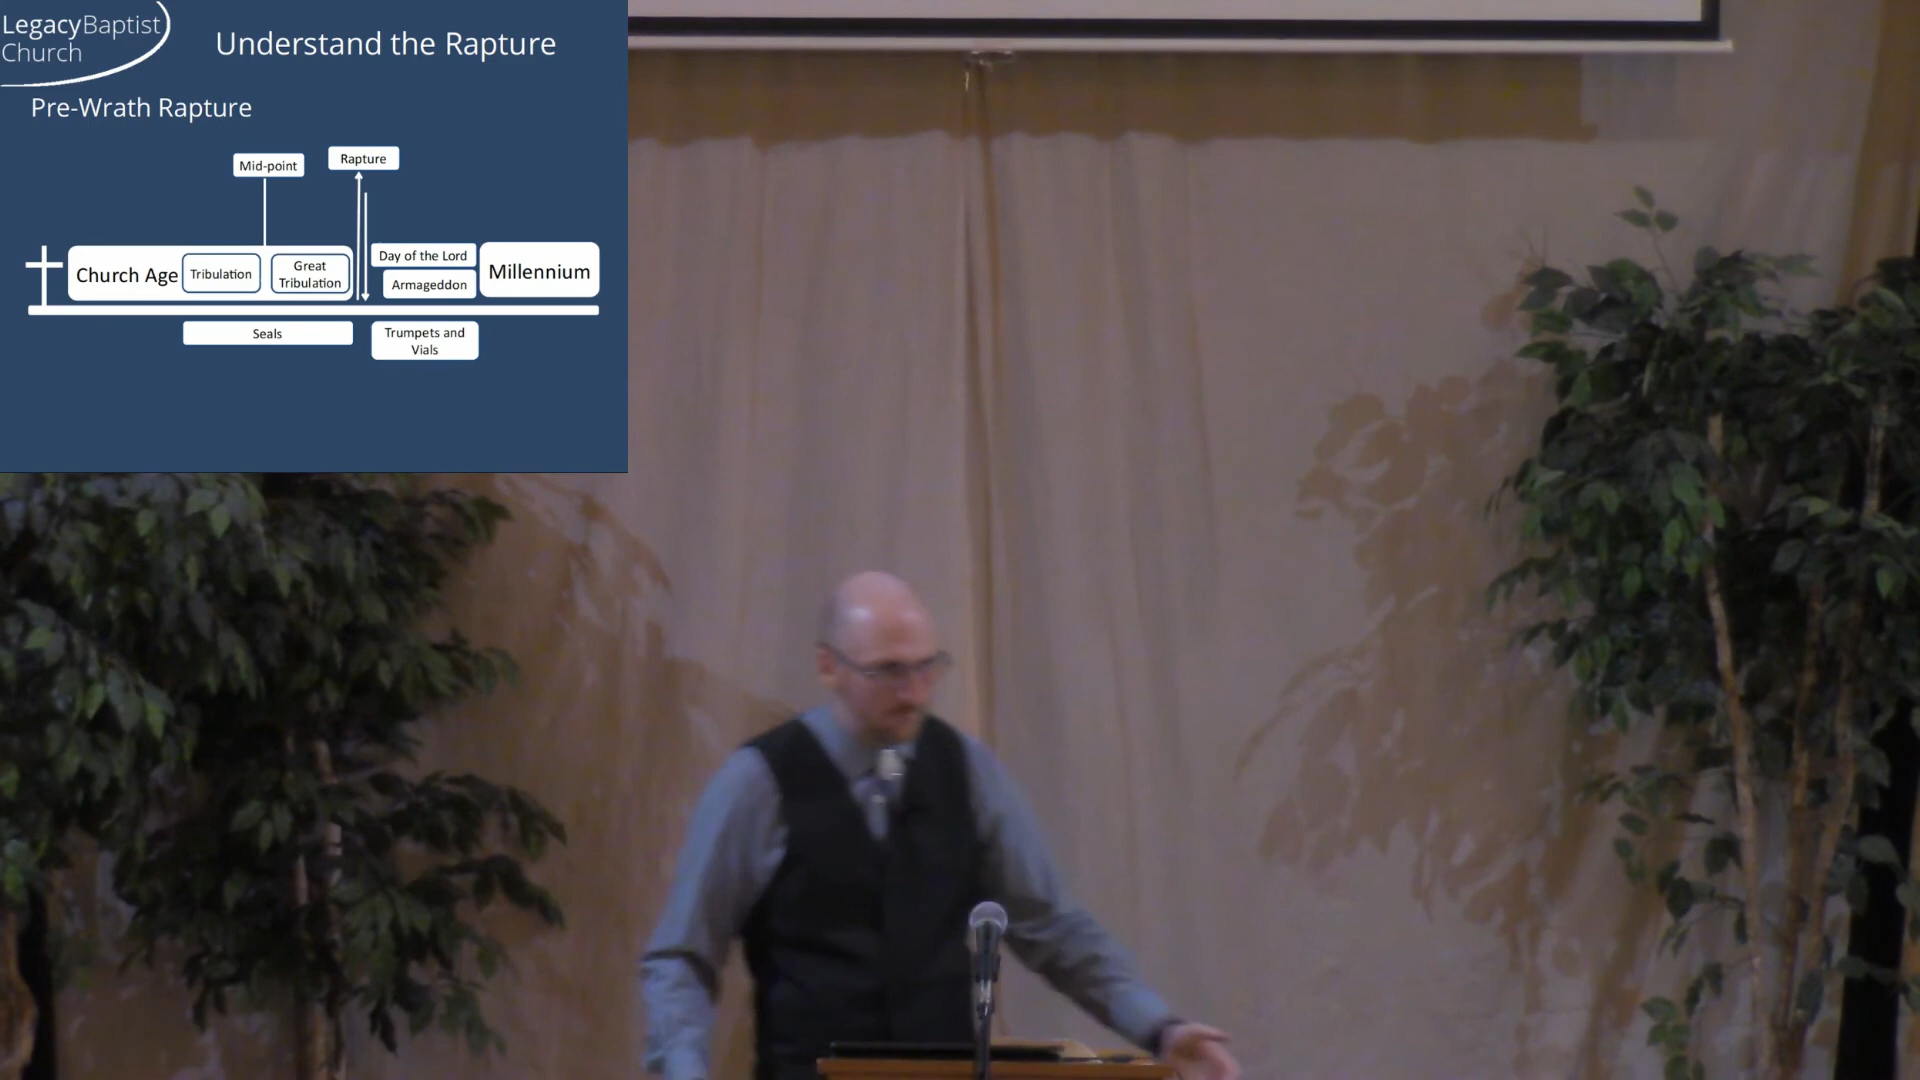 LegacyBaptist
Church
Understand the Rapture
Pre-Wrath Rapture
Mid-point
Rapture
Church Age
Tribulation
Great
Tribulation
Day of the Lord
Armageddon
Millennium
Seals
Trumpets and
Vials